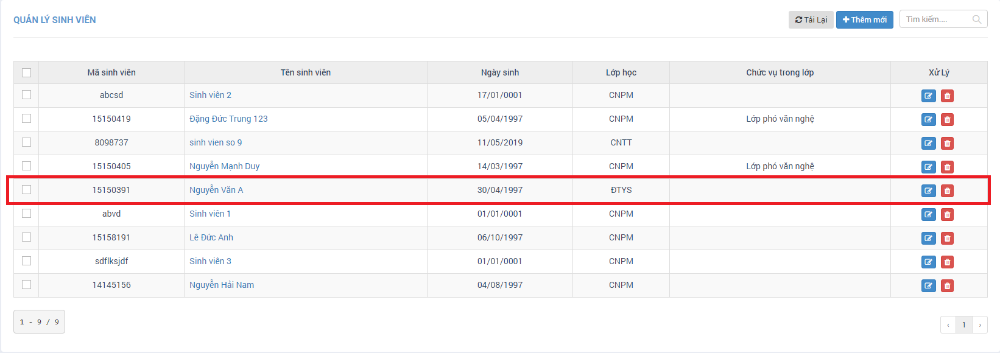 QUẢN LÝ SINH VIÊN
Tải Lại Thêm mới Tìm kiếm....
Mã sinh viên Tên sinh viên Ngày sinh Lớp học Chức vụ trong lớp Xử Lý
abcsd Sinh viên 2 17/01/0001 CNPM
15150419 Đặng Đức Trung 123 05/04/1997 CNPM Lớp phó văn nghệ
8098737 sinh vien so 9 11/05/2019 CNTT
15150405 Nguyễn Mạnh Duy 14/03/1997 CNPM Lớp phó văn nghệ
15150391 Nguyễn Văn A 30/04/1997 ĐTYS
abvd Sinh viên 1 01/01/0001 CNPM
15158191 Lê Đức Anh 06/10/1997 CNPM
sdflksjdf Sinh viên 3 01/01/0001 CNPM
14145156 Nguyễn Hải Nam 04/08/1997 CNPM
1 - 9 / 9
‹ 1 ›